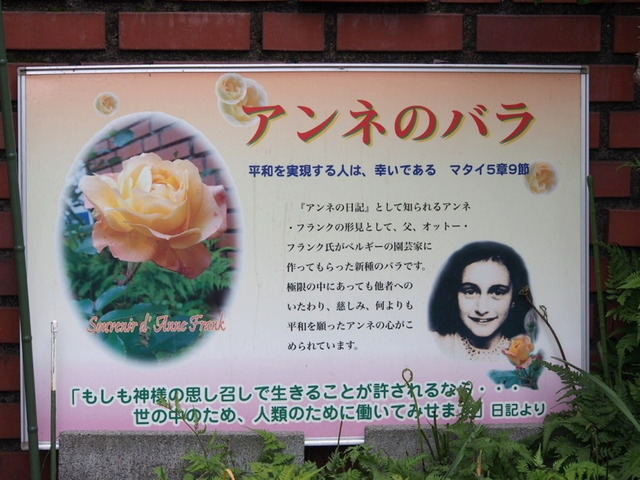 アンネのバラ
平和を実現する人は、幸いである マタイ5章9節
『アンネの日記』として知られるアンネ
・フランクの形見として、父、オットー・
フランク氏がベルギーの園芸家に
作ってもらった新種のバラです。
極限の中にあっても他者への
いたわり、慈しみ、何よりも
平和を願ったアンネの心がこ
められています。
Souvenir d' Anne Frank
「もしも神様の思し召しで生きることが許されるなら・・・
世の中のため、人類のために働いてみせま 」日記より